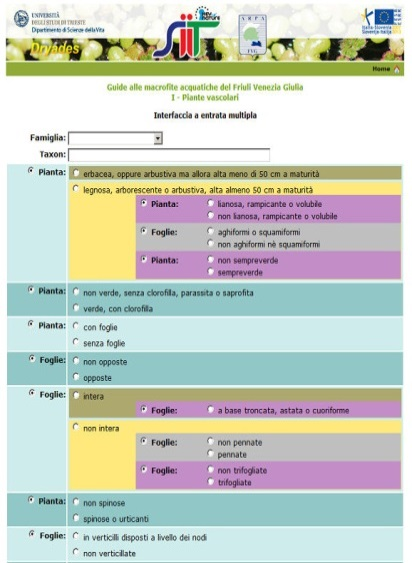 UNIVERSITÀ
DEGLI STUDI DI TRIESTE
Dipartimento di Scienze della Vita
Dryades
SiiT
A R P A
FVG
Home
Guide alle macrofite acquatiche del Friuli Venezia Giulia
I - Piante vascolari
Interfaccia a entrata multipla
Famiglia:
Taxon:
Pianta: erbacea, oppure arbustiva ma allora alta meno di 50 cm a maturità
legnosa, arborescente o arbustiva, alta almeno 50 cm a maturità
Pianta: lianosa, rampicante o volubile
non lianosa, rampicante o volubile
Foglie: aghiformi o squamiformi
non aghiformi nè squamiformi
Pianta: non sempreverde
sempreverde
Pianta: non verde, senza clorofilla, parassita o saprofita
verde, con clorofilla
Pianta: con foglie
senza foglie
Foglie: non opposte
opposte
Foglie: intera
Foglie: a base troncata, astata o cuoriforme
non intera
Foglie: non pennate
pennate
Foglie: non trifogliate
trifogliate
Pianta: non spinose
spinose o urticanti
Foglie: in verticilli disposti a livello dei nodi
non verticillate